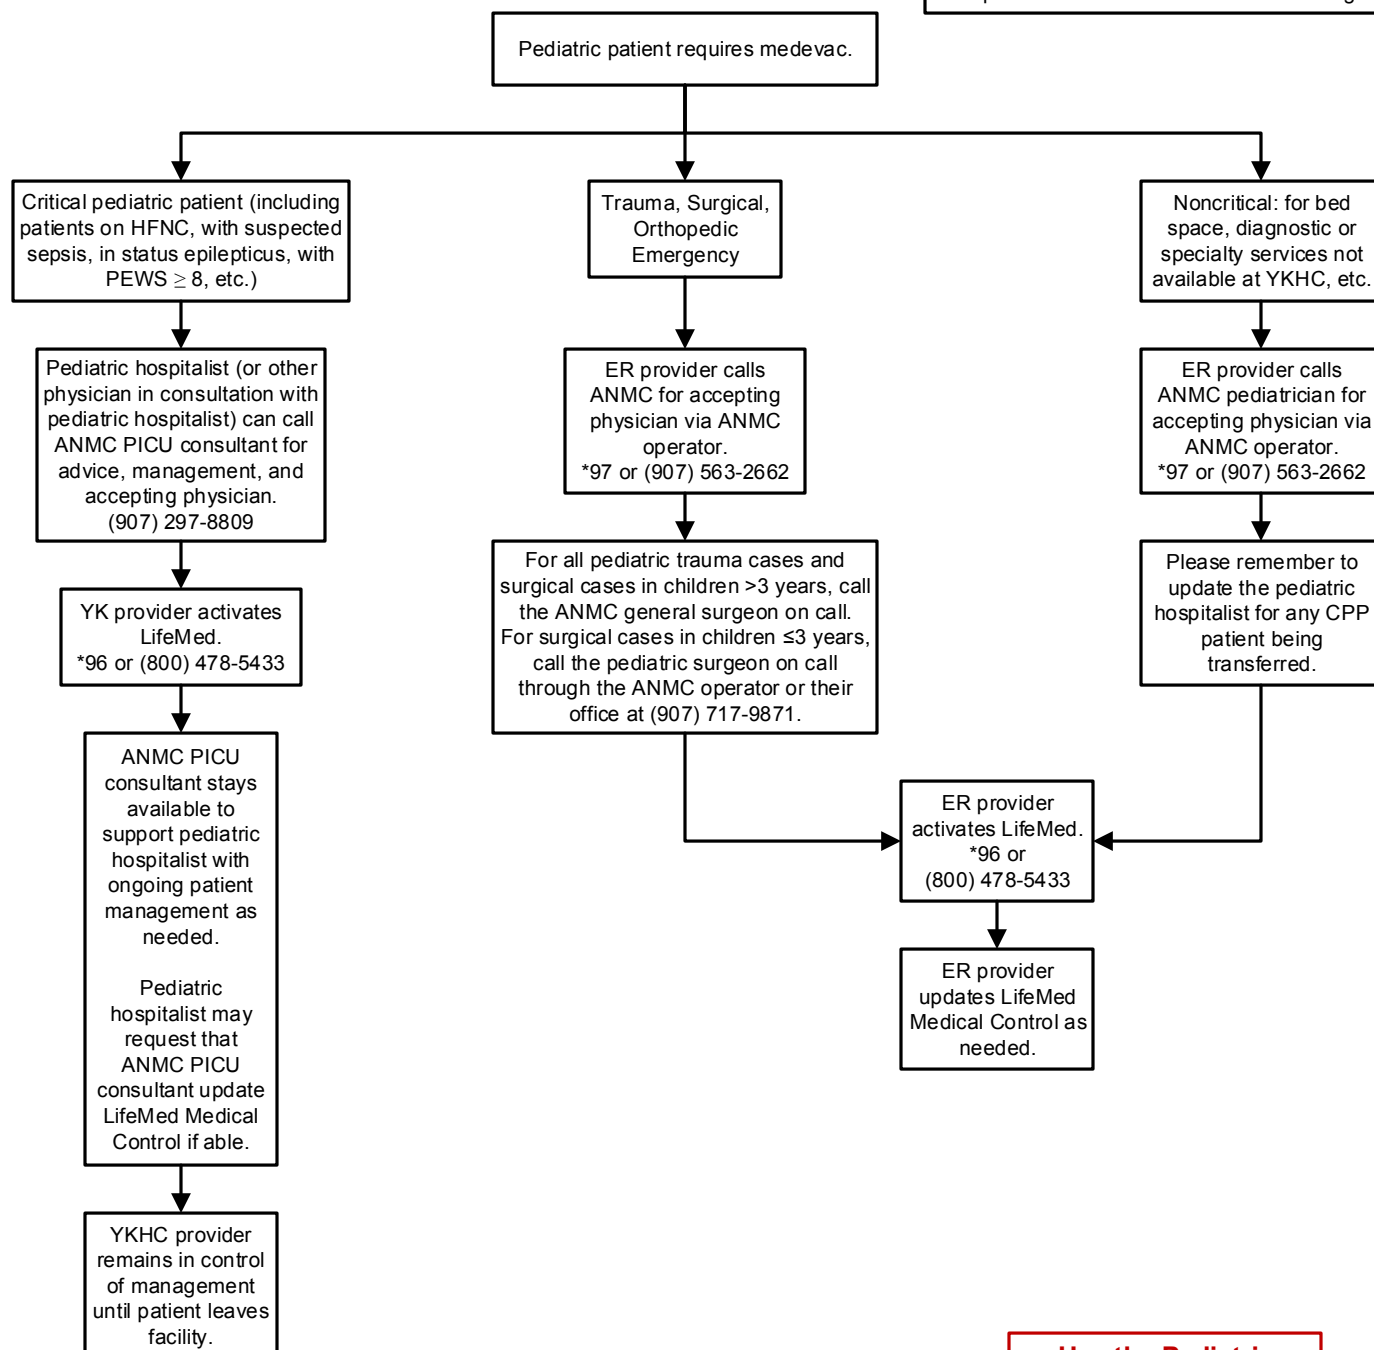 Pediatric patient requires medevac.
Critical pediatric patient (including
patients on HFNC, with suspected
sepsis, in status epilepticus, with
PEWS ≥ 8, etc.)
Trauma, Surgical,
Orthopedic
Emergency
Noncritical: for bed
space, diagnostic or
specialty services not
available at YKHC, etc.
Pediatric hospitalist (or other
physician in consultation with
pediatric hospitalist) can call
ANMC PICU consultant for
advice, management, and
accepting physician.
(907) 297-8809
ER provider calls
ANMC for accepting
physician via ANMC
operator.
*97 or (907) 563-2662
ER provider calls
ANMC pediatrician for
accepting physician via
ANMC operator.
*97 or (907) 563-2662
For all pediatric trauma cases and
surgical cases in children >3 years, call
the ANMC general surgeon on call.
For surgical cases in children ≤3 years,
call the pediatric surgeon on call
through the ANMC operator or their
office at (907) 717-9871.
Please remember to
update the pediatric
hospitalist for any CPP
patient being
transferred.
YK provider activates
LifeMed.
*96 or (800) 478-5433
ANMC PICU
consultant stays
available to
support pediatric
hospitalist with
ongoing patient
management as
needed.
Pediatric
hospitalist may
request that
ANMC PICU
consultant update
LifeMed Medical
Control if able.
ER provider
activates LifeMed.
*96 or
(800) 478-5433
ER provider
updates LifeMed
Medical Control as
needed.
YKHC provider
remains in control
of management
until patient leaves
facility.